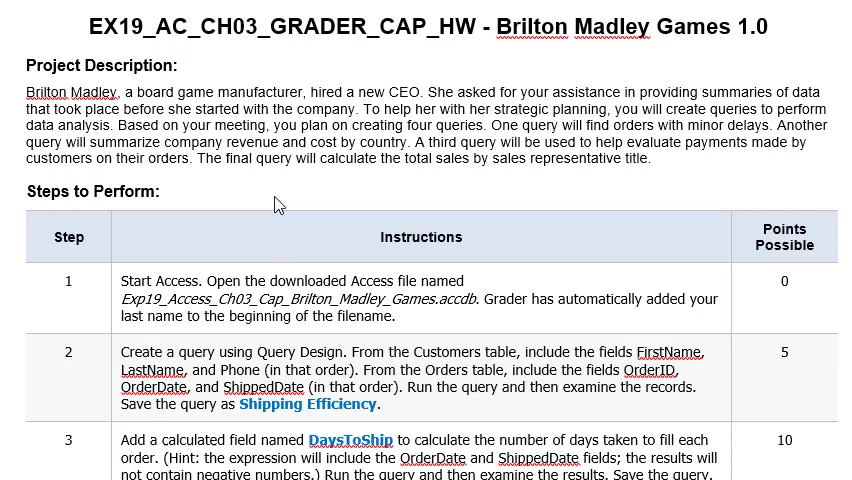 EX19_AC_CH03_GRADER_CAP_HW - Brilton Madley Games 1.0
Project Description:
Brilton Madley, a board game manufacturer, hired a new CEO. She asked for your assistance in providing summaries of data
that took place before she started with the company. To help her with her strategic planning, you will create queries to perform
data analysis. Based on your meeting, you plan on creating four queries. One query will find orders with minor delays. Another
query will summarize company revenue and cost by country. A third query will be used to help evaluate payments made by
customers on their orders. The final query will calculate the total sales by sales representative title.
Steps to Perform:
Step
Instructions
Points
Possible
1
Start Access. Open the downloaded Access file named
Exp19_Access_Ch03_Cap_Brilton_Madley_Games.accdb. Grader has automatically added your
last name to the beginning of the filename.
0
2
Create a query using Query Design. From the Customers table, include the fields FirstName,
LastName, and Phone (in that order). From the Orders table, include the fields OrderID,
OrderDate, and ShippedDate (in that order). Run the query and then examine the records.
Save the query as Shipping Efficiency.
5
3
Add a calculated field named DaysToShip to calculate the number of days taken to fill each
order. (Hint: the expression will include the OrderDate and ShippedDate fields; the results will
not contain negative numbers.) Run the query and then examine the results. Save the query.
10